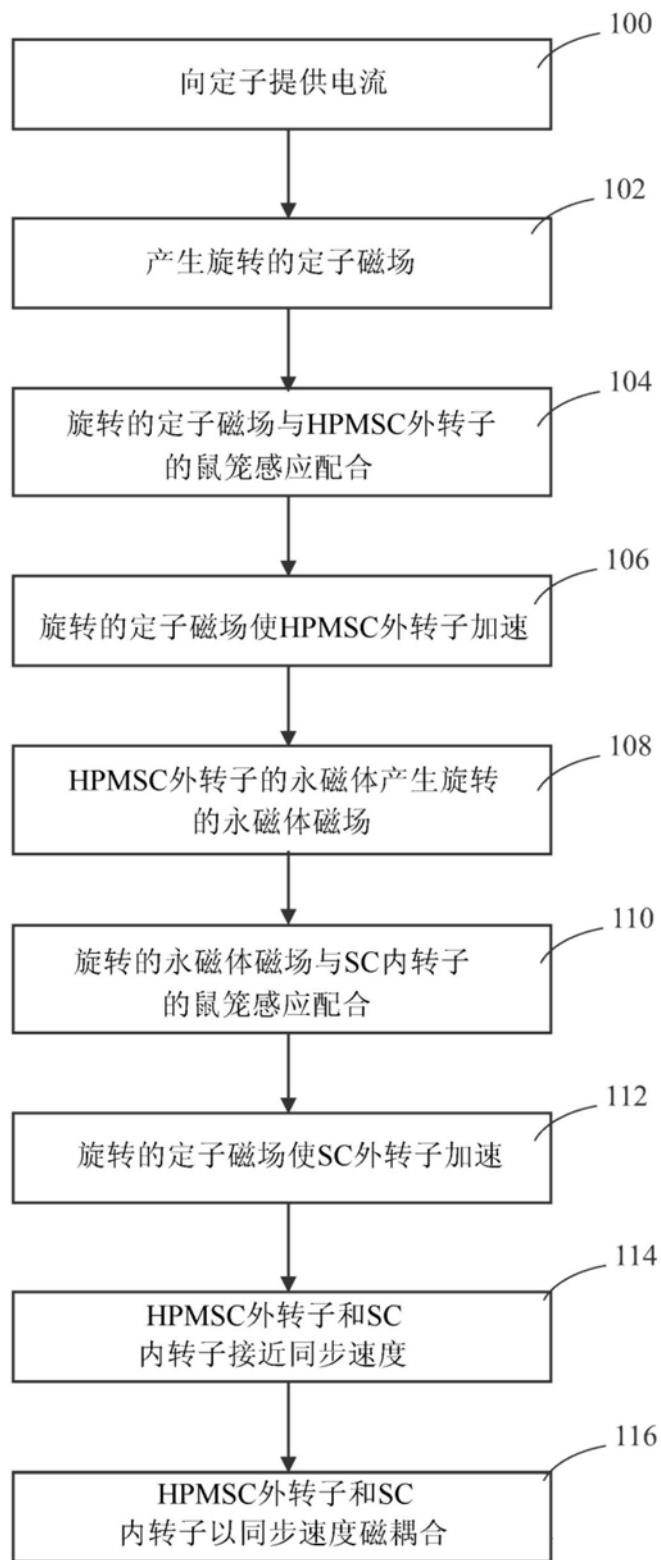 100
向定子提供电流
102
产生旋转的定子磁场
104
旋转的定子磁场与HPMSC外转子
的鼠笼感应配合
106
旋转的定子磁场使HPMSC外转子加速
108
HPMSC外转子的永磁体产生旋转
的永磁体磁场
110
旋转的永磁体磁场与SC内转子
的鼠笼感应配合
112
旋转的定子磁场使SC外转子加速
114
HPMSC外转子和SC
内转子接近同步速度
116
HPMSC外转子和SC
内转子以同步速度磁耦合